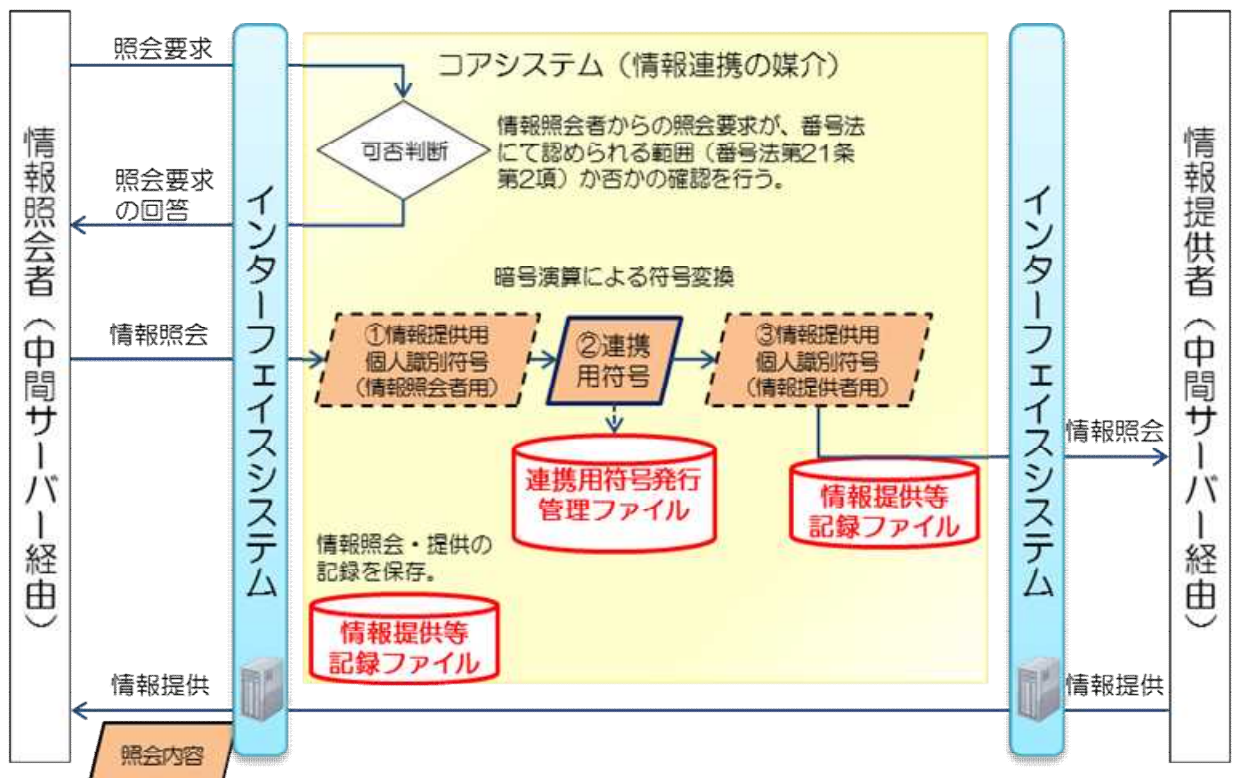 照会要求
コアシステム（情報連携の媒介）
可否判断
情報照会者からの照会要求が、番号法
にて認められる範囲（番号法第21条
第2項）か否かの確認を行う。
照会要求
の回答
情報照会者（中間サーバー経由）
インターフェイスシステム
インターフェイスシステム
情報提供者（中間サーバー経由）
暗号演算による符号変換
情報照会
①情報提供用
個人識別符号
（情報照会者用）
②連携
用符号
③情報提供用
個人識別符号
（情報提供者用）
情報照会
連携用符号発行
管理ファイル
情報提供等
記録ファイル
情報照会・提供の
記録を保存。
情報提供等
記録ファイル
情報提供
情報提供
照会内容